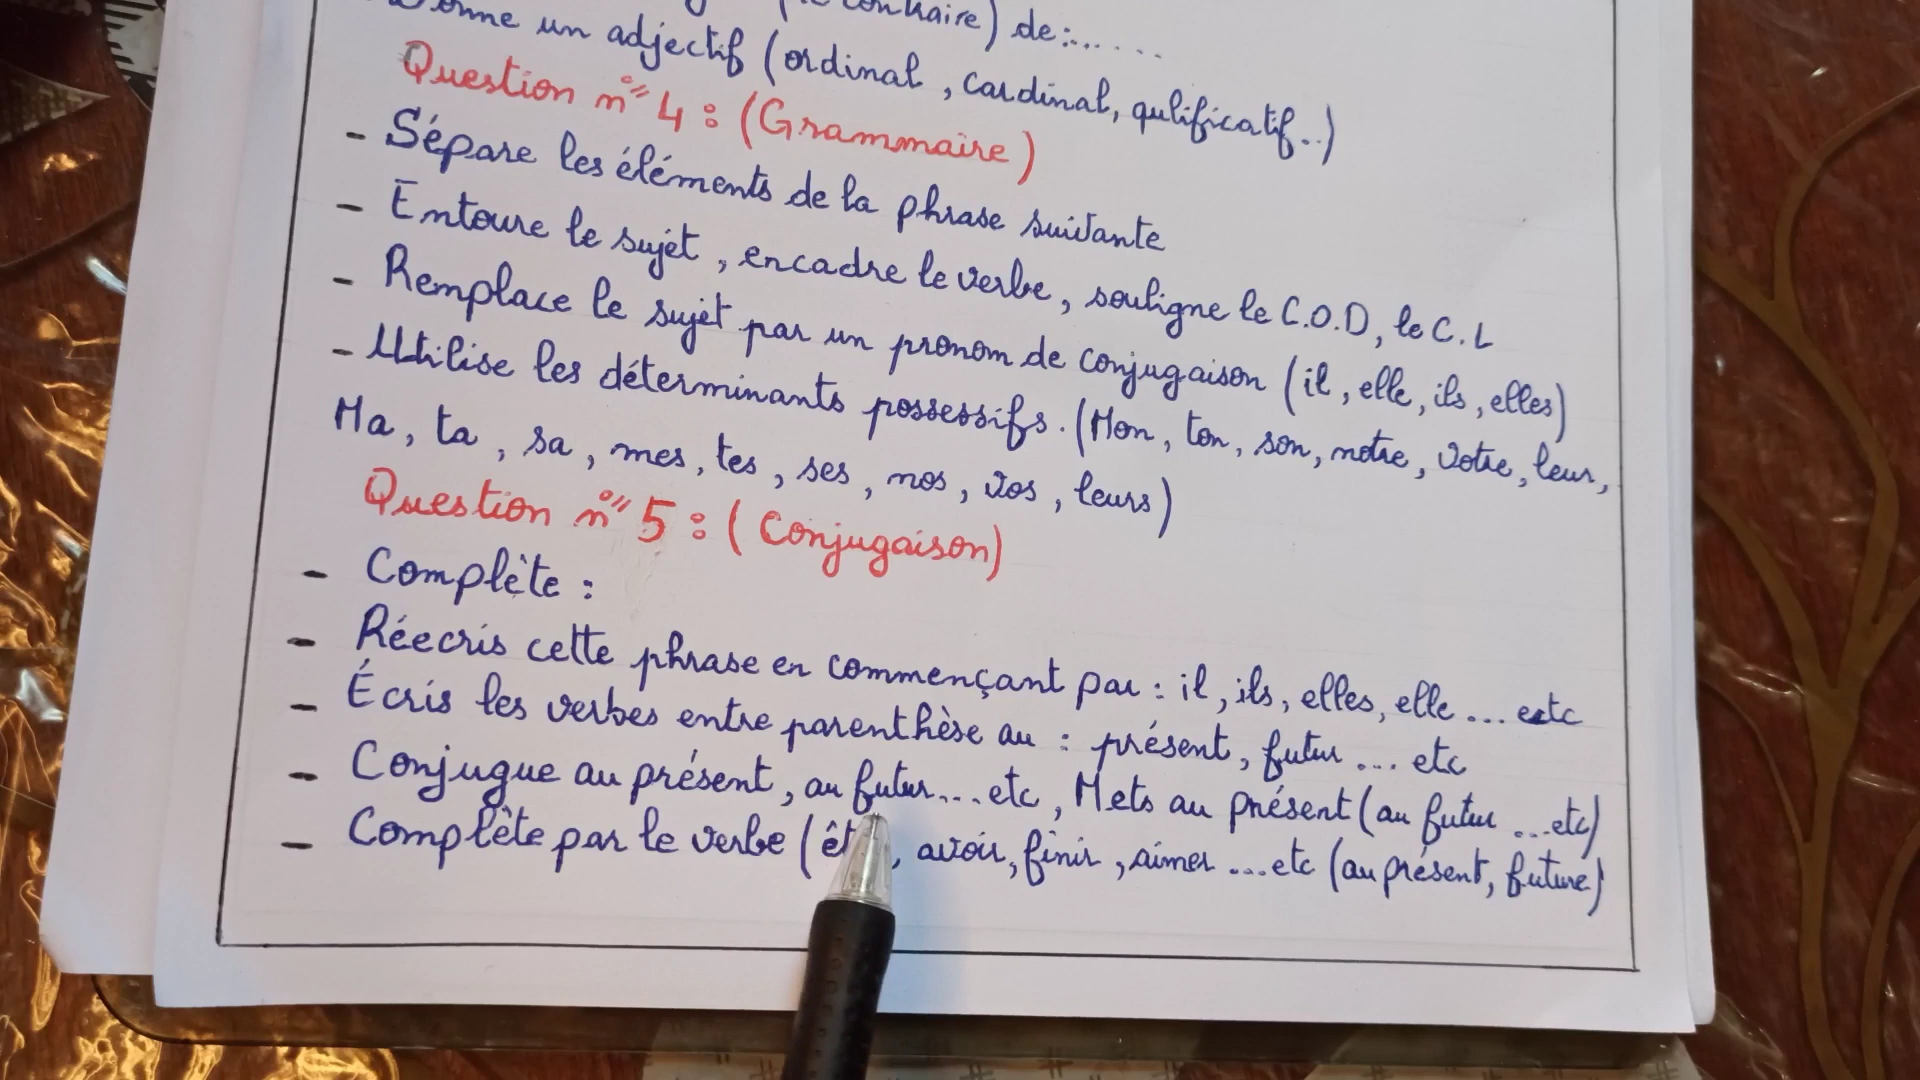 (le contraire) de :......
Donne un adjectif (ordinal, cardinal, qulificatif..)
Question n° 4 : (Grammaire)
- Sépare les éléments de la phrase suivante
- Entoure le sujet, encadre le verbe, souligne le C.O.D, le C.L
- Remplace le sujet par un pronom de conjugaison (il, elle, ils, elles)
- Utilise les déterminants possessifs. (Mon, ton, son, notre, votre, leur,
Ma, ta, sa, mes, tes, ses, nos, vos, leurs)
Question n° 5 : (Conjugaison)
- Complète :
- Réecris cette phrase en commençant par : il, ils, elles, elle ... etc
- Écris les verbes entre parenthèse au : présent, futur ... etc
- Conjugue au présent, au futur... etc, Mets au présent (au futur ...etc)
- Complète par le verbe (, avoir, finir, aimer ...etc (au présent, future)